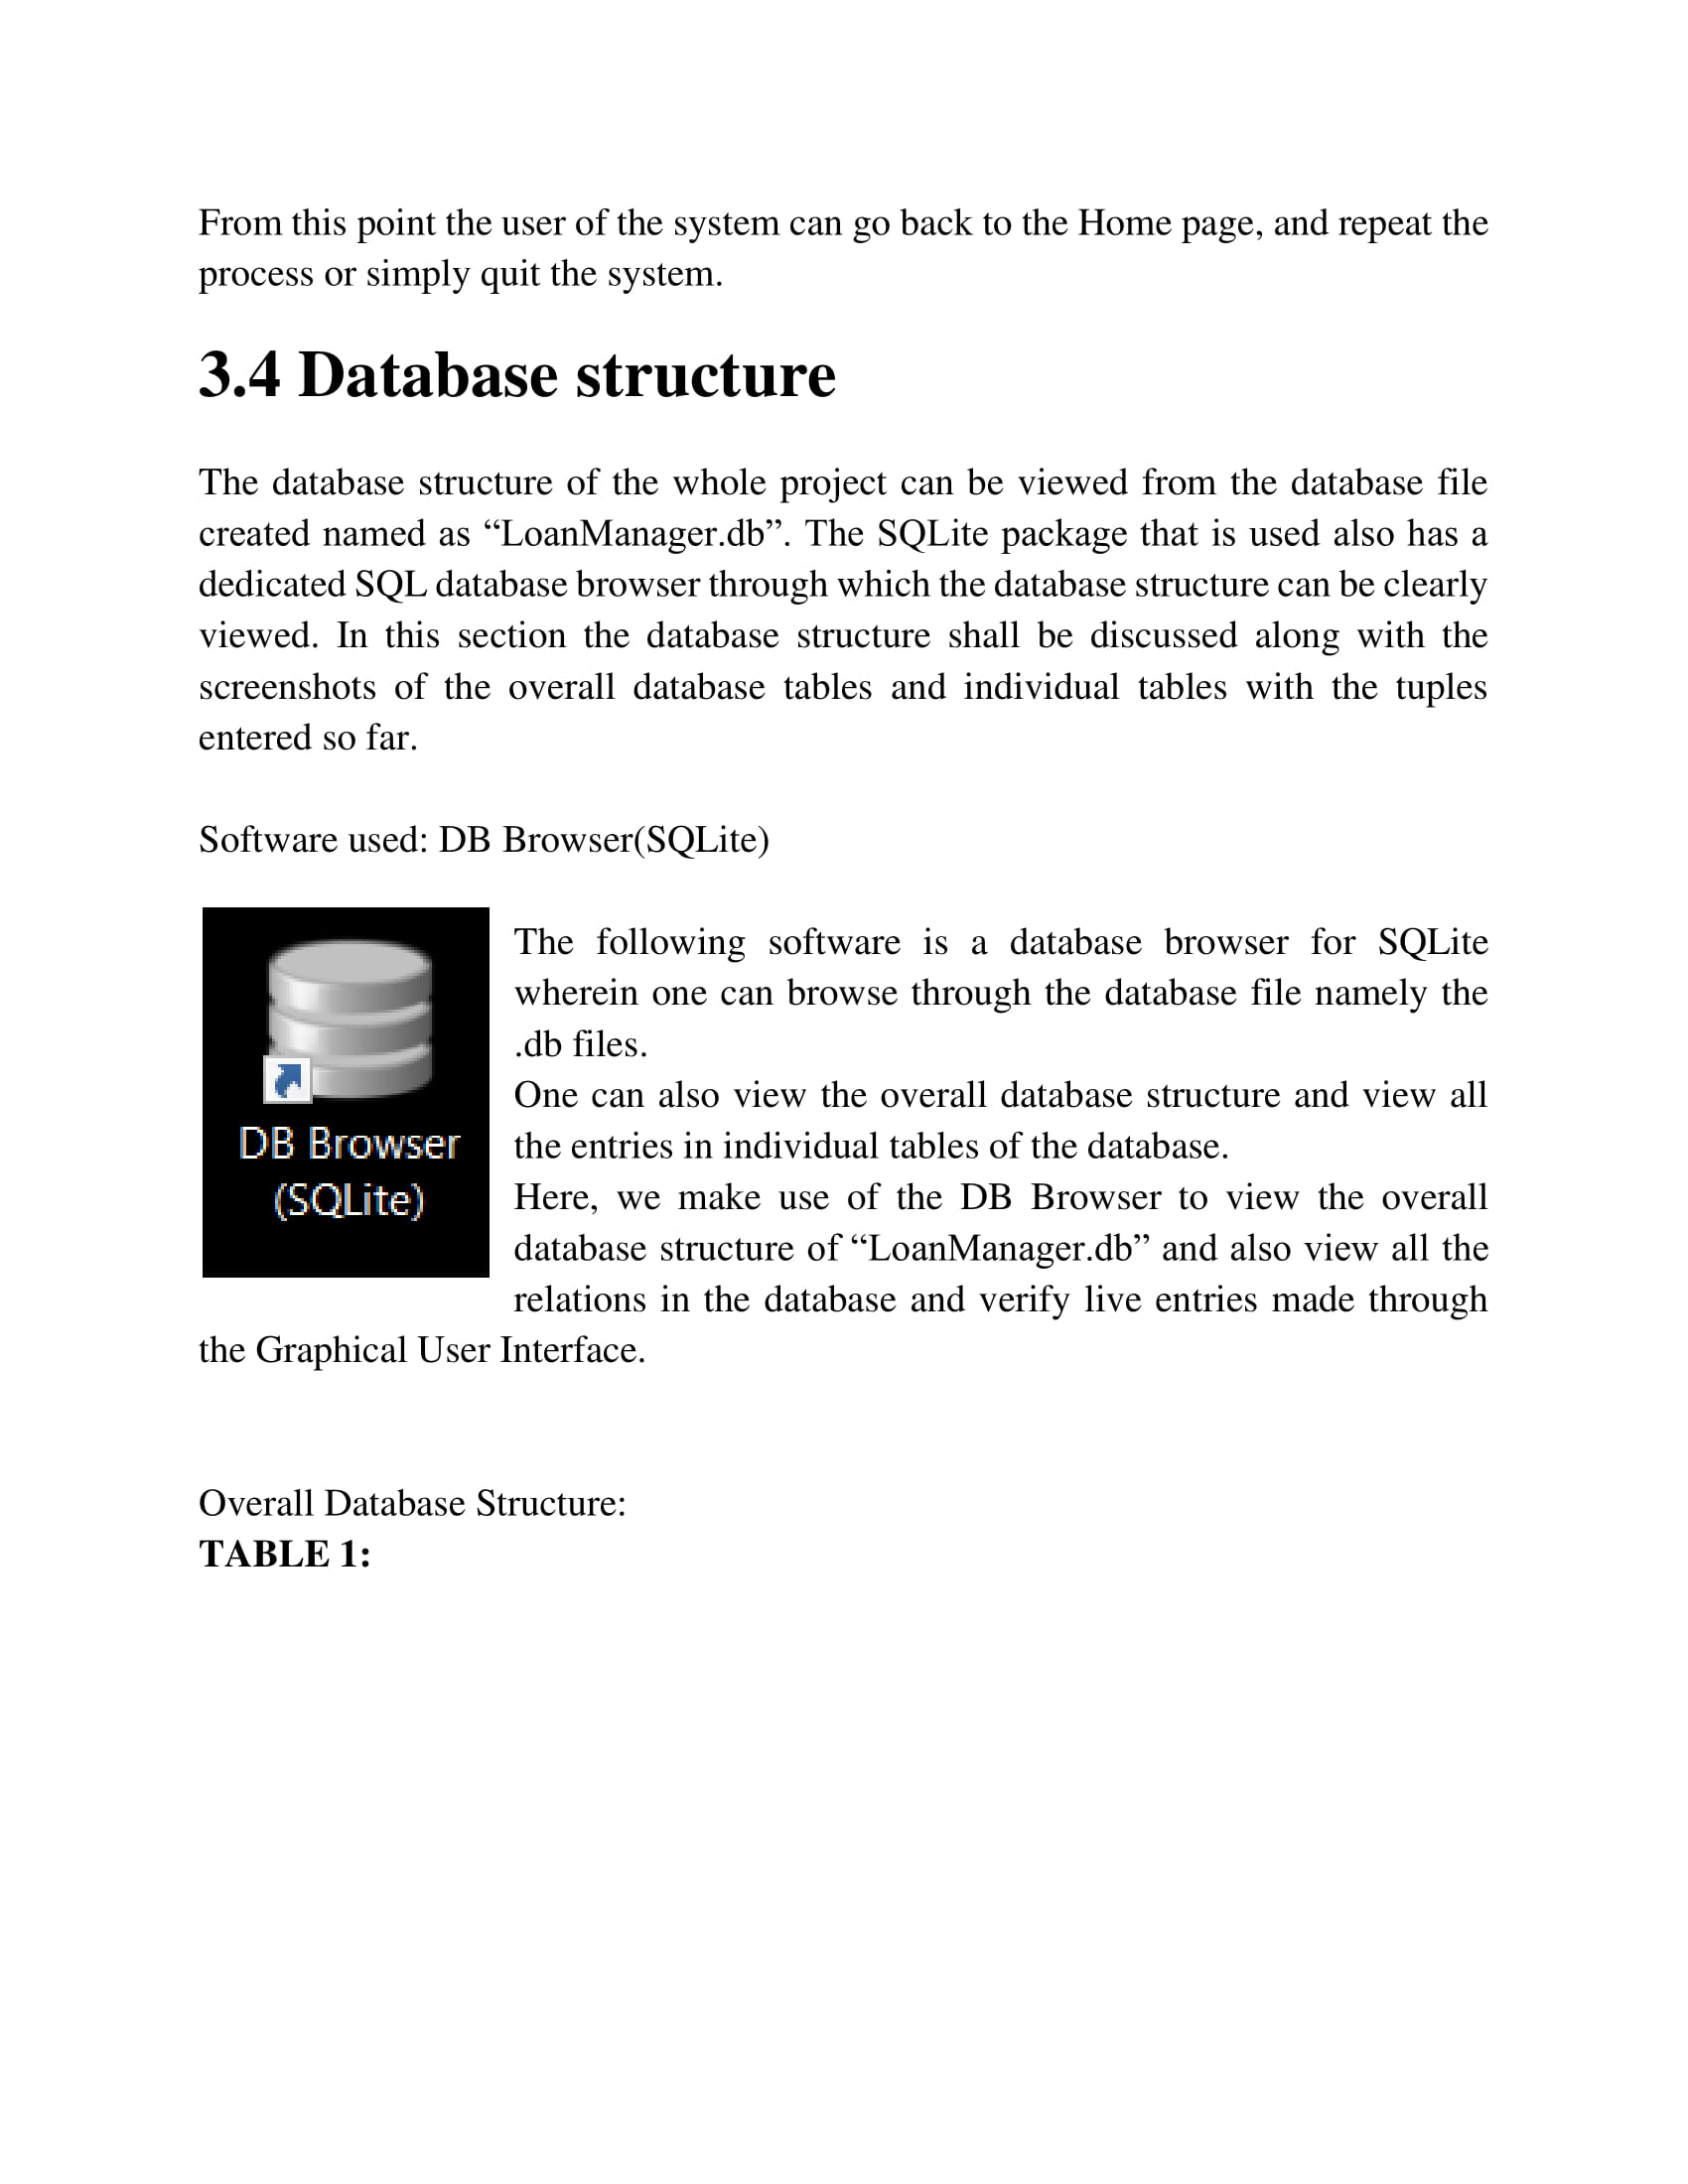 From this point the user of the system can go back to the Home page, and repeat the
process or simply quit the system.
3.4 Database structure
The database structure of the whole project can be viewed from the database file
created named as “LoanManager.db”. The SQLite package that is used also has a
dedicated SQL database browser through which the database structure can be clearly
viewed. In this section the database structure shall be discussed along with the
screenshots of the overall database tables and individual tables with the tuples
entered so far.
Software used: DB Browser(SQLite)
DB Browser
(SQLite)
The following software is a database browser for SQLite
wherein one can browse through the database file namely the
.db files.
One can also view the overall database structure and view all
the entries in individual tables of the database.
Here, we make use of the DB Browser to view the overall
database structure of “LoanManager.db” and also view all the
relations in the database and verify live entries made through
the Graphical User Interface.
Overall Database Structure:
TABLE 1: